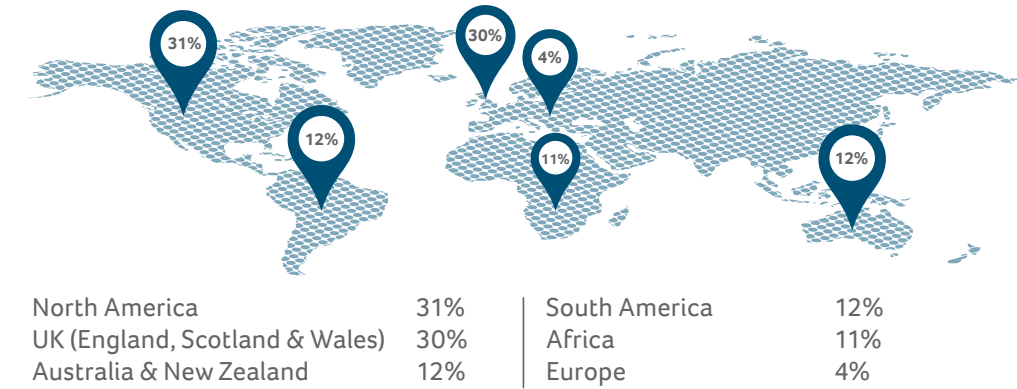 31%
30%
4%
12%
11%
12%
North America 31%
UK (England, Scotland & Wales) 30%
Australia & New Zealand 12%
South America 12%
Africa 11%
Europe 4%